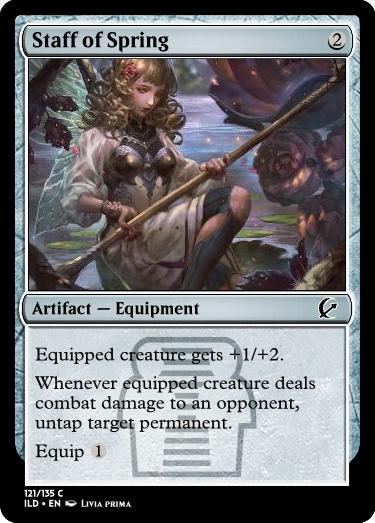 Staff of Spring 2
Artifact — Equipment
Equipped creature gets +1/+2.
Whenever equipped creature deals
combat damage to an opponent,
untap target permanent.
Equip 1
121/135 C
ILD • EN LIVIA PRIMA